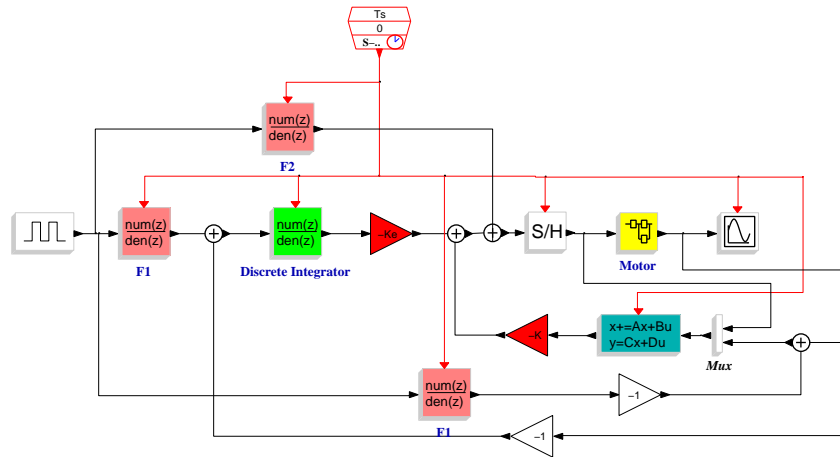 Ts
0
S-..
num(z)
den(z)
F2
num(z)
den(z)
F1
num(z)
den(z)
Discrete Integrator
-Ke
S/H
Motor
-K
x+=Ax+Bu
y=Cx+Du
Mux
num(z)
den(z)
F1
-1
-1